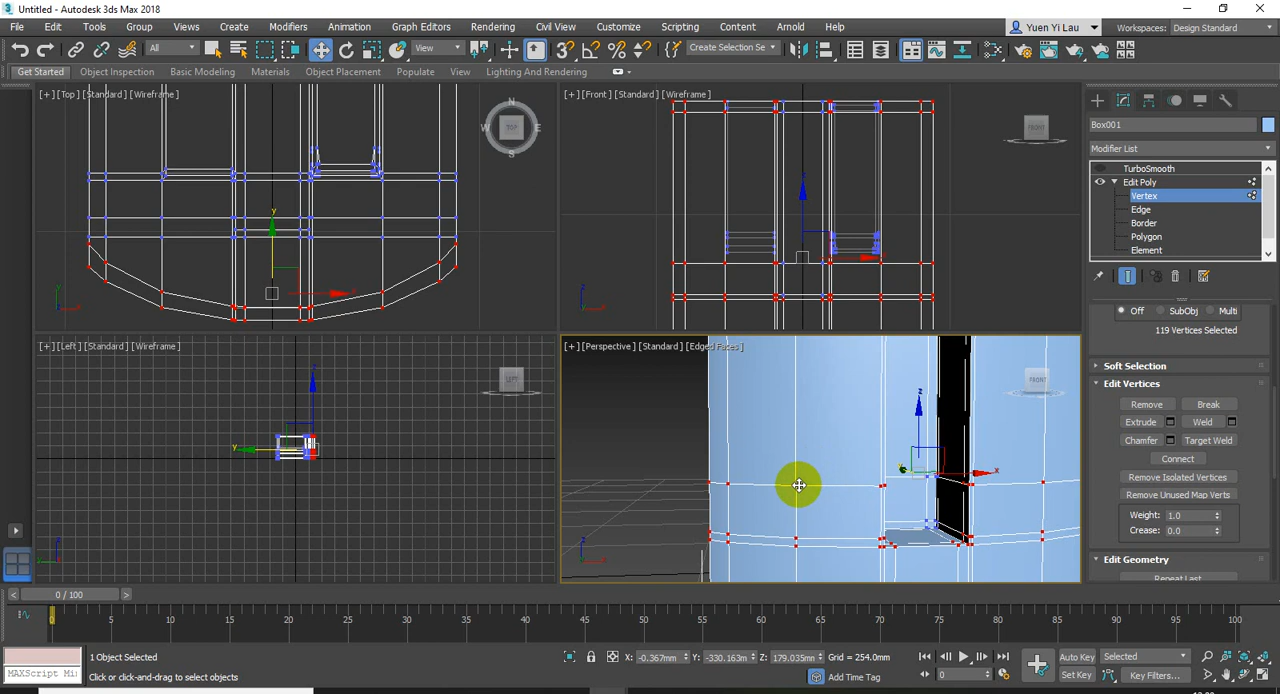 Untitled - Autodesk 3ds Max 2018
File Edit Tools Group Views Create Modifiers Animation Graph Editors Rendering Civil View Customize Scripting Content Arnold Help
Yuen Yi Lau
Workspaces: Design Standard
All
View
Create Selection Se
Get Started Object Inspection Basic Modeling Materials Object Placement Populate View Lighting And Rendering
[+] [Top] [Standard] [Wireframe]
N
W TOP E
S
[+] [Front] [Standard] [Wireframe]
FRONT
Box001
Modifier List
TurboSmooth
Edit Poly
Vertex
Edge
Border
Polygon
Element
Off SubObj Multi
119 Vertices Selected
[+] [Left] [Standard] [Wireframe]
LEFT
[+] [Perspective] [Standard] [Edged Faces]
FRONT
Soft Selection
Edit Vertices
Remove Break
Extrude Weld
Chamfer Target Weld
Connect
Remove Isolated Vertices
Remove Unused Map Verts
Weight: 1.0
Crease: 0.0
Edit Geometry
Repeat Last
0 / 100
0 5 10 15 20 25 30 35 40 45 50 55 60 65 70 75 80 85 90 95 100
1 Object Selected
X: -0.367mm Y: -330.163m Z: 179.035mm Grid = 254.0mm
Auto Key Selected
MAXScript Mi
Click or click-and-drag to select objects
Add Time Tag
0
Set Key Key Filters...